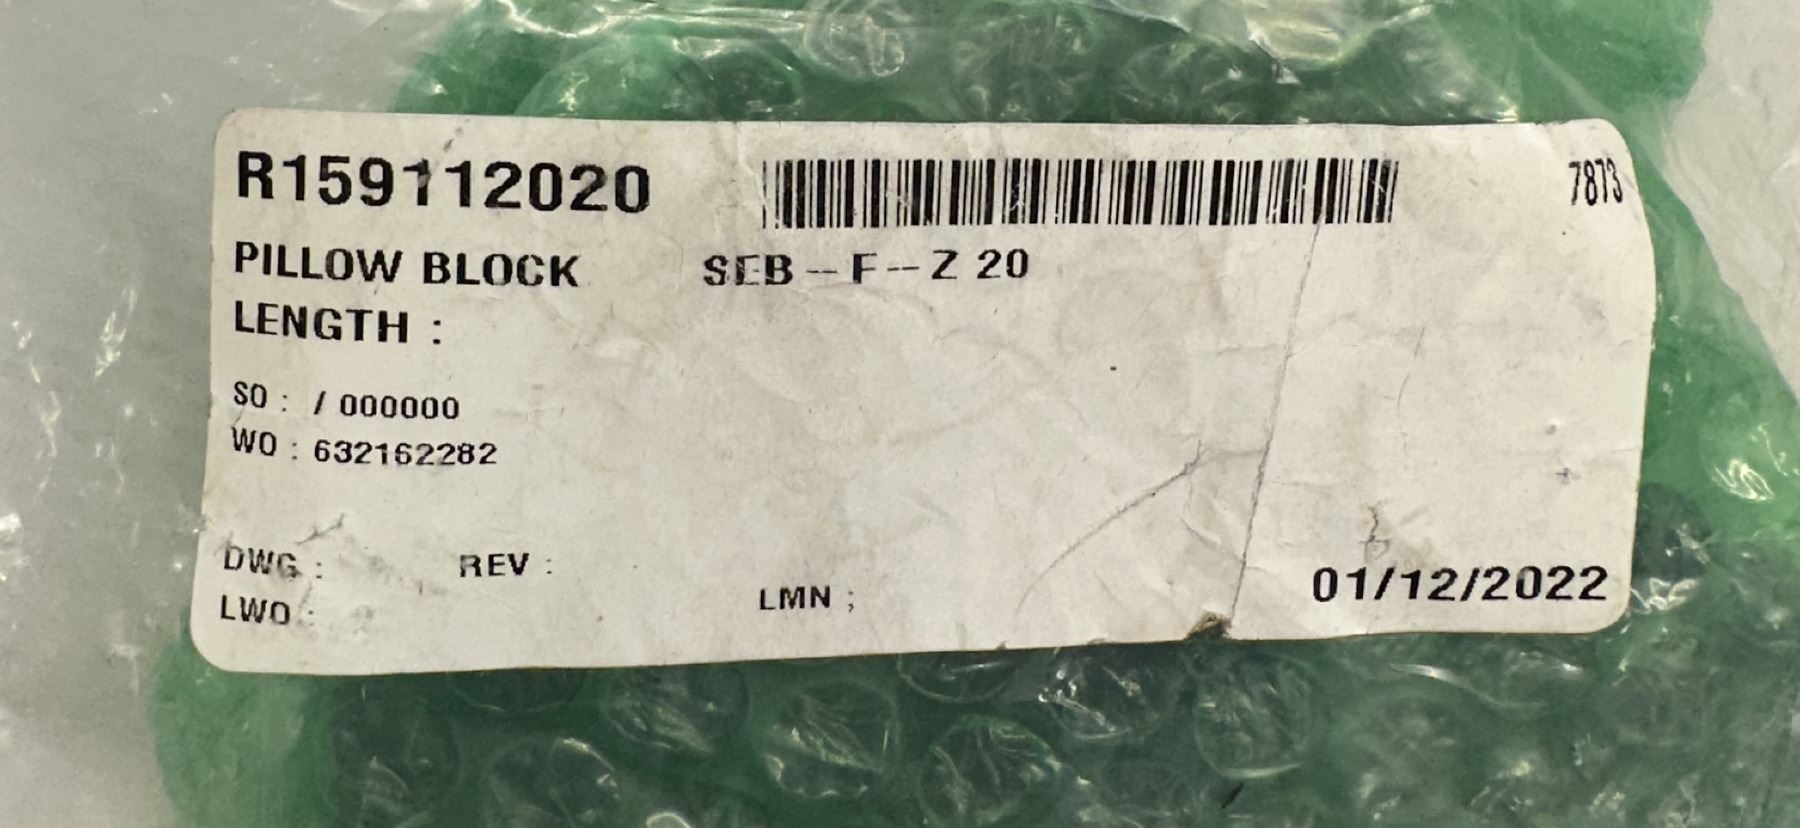 R159112020 7873
PILLOW BLOCK SEB-F-Z 20
LENGTH :
SO : / 000000
WO : 632162282
DWG : REV :
LWO : LMN ; 01/12/2022